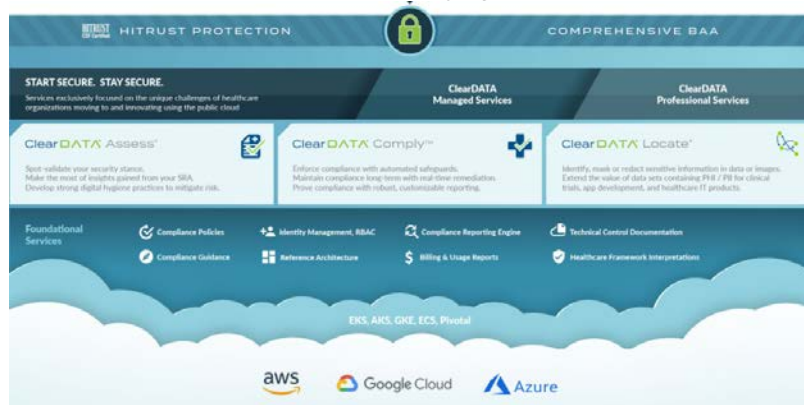 HITRUST
CSF Certified
HITRUST PROTECTION
COMPREHENSIVE BAA
START SECURE. STAY SECURE.
Services exclusively focused on the unique challenges of healthcare
organizations moving to and innovating using the public cloud
ClearDATA
Managed Services
ClearDATA
Professional Services
ClearDATA Assess®
Spot-validate your security stance.
Make the most of insights gained from your SRA.
Develop strong digital hygiene practices to mitigate risk.
ClearDATA Comply™
Enforce compliance with automated safeguards.
Maintain compliance long-term with real-time remediation.
Prove compliance with robust, customizable reporting.
ClearDATA Locate®
Identify, mask or redact sensitive information in data or images.
Extend the value of data sets containing PHI / PII for clinical
trials, app development, and healthcare IT products.
Foundational
Services
Compliance Policies
Identity Management, RBAC
Compliance Reporting Engine
Technical Control Documentation
Compliance Guidance
Reference Architecture
Billing & Usage Reports
Healthcare Framework Interpretations
EKS, AKS, GKE, ECS, Pivotal
aws
Google Cloud
Azure